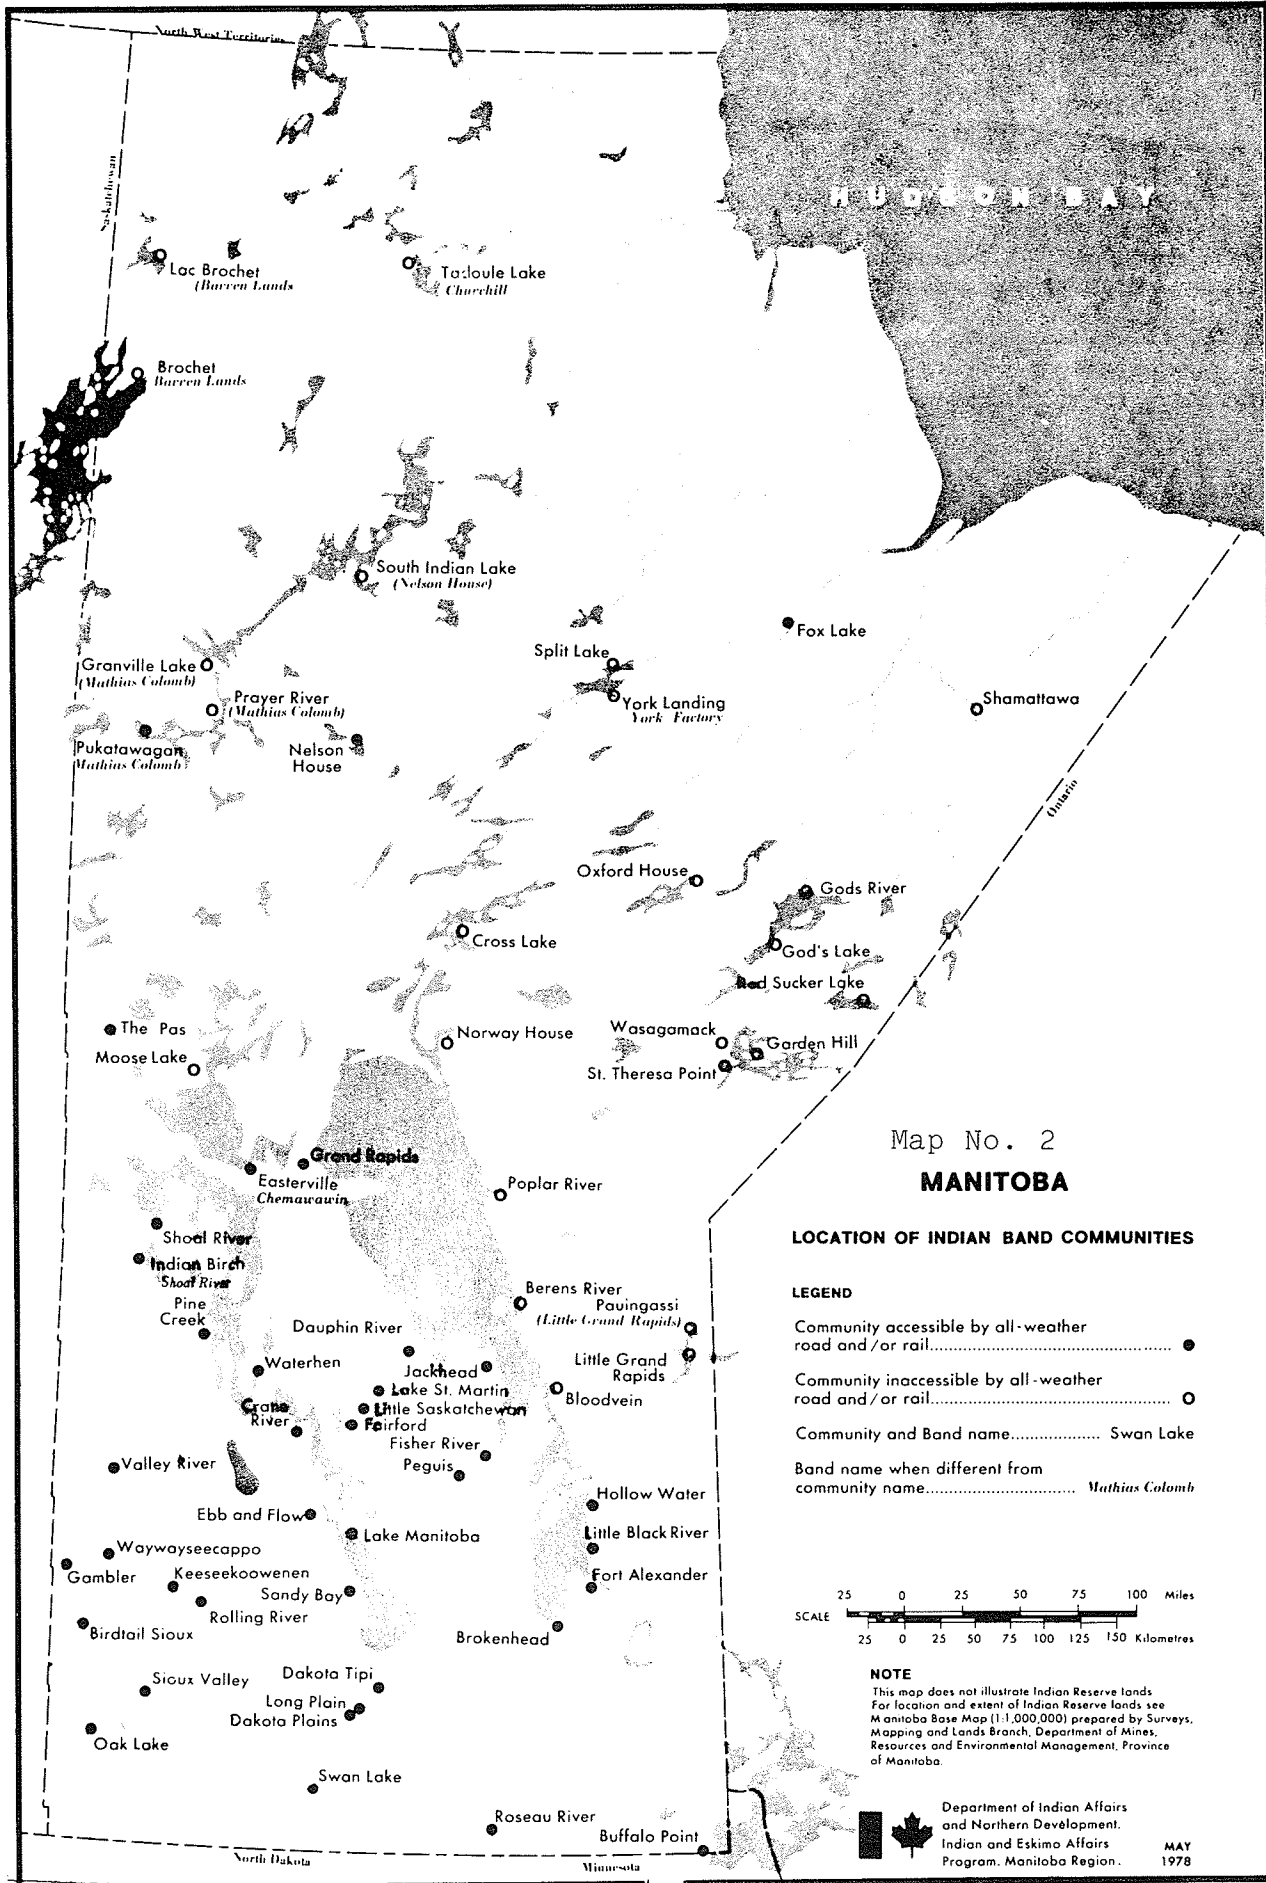 North West Territories
Saskatchewan
HUDSON BAY
Lac Brochet
(Barren Lands
Tadoule Lake
Churchill
Brochet
Barren Lands
South Indian Lake
(Nelson House)
Fox Lake
Split Lake
Granville Lake
(Mathias Colomb)
Prayer River
(Mathias Colomb)
York Landing
York Factory
Shamattawa
Pukatawagan
Mathias Colomb)
Nelson
House
Ontario
Oxford House
Gods River
Cross Lake
God's Lake
Red Sucker Lake
The Pas
Norway House
Wasagamack
Garden Hill
Moose Lake
St. Theresa Point
Map No. 2
MANITOBA
Grand Rapids
Easterville
Chemawawin
Poplar River
Shoal River
LOCATION OF INDIAN BAND COMMUNITIES
Indian Birch
Shoal River
Berens River
Pauingassi
(Little Grand Rapids)
LEGEND
Pine
Creek
Dauphin River
Community accessible by all-weather
road and/or rail
Waterhen
Jackhead
Little Grand
Rapids
Lake St. Martin
Bloodvein
Community inaccessible by all-weather
road and/or rail
Crane
River
Little Saskatchewan
Fairford
Fisher River
Community and Band name.................. Swan Lake
Valley River
Peguis
Band name when different from
community name.............................. Mathias Colomb
Hollow Water
Ebb and Flow
Lake Manitoba
Little Black River
Waywayseecappo
Gambler
Keeseekoowenen
Sandy Bay
Fort Alexander
Rolling River
Birdtail Sioux
Brokenhead
25 0 25 50 75 100 Miles
SCALE
25 0 25 50 75 100 125 150 Kilometres
Sioux Valley
Dakota Tipi
Long Plain
Dakota Plains
Oak Lake
NOTE
This map does not illustrate Indian Reserve lands
For location and extent of Indian Reserve lands see
Manitoba Base Map (1:1,000,000) prepared by Surveys,
Mapping and Lands Branch, Department of Mines,
Resources and Environmental Management, Province
of Manitoba.
Swan Lake
Roseau River
Buffalo Point
Department of Indian Affairs
and Northern Development.
Indian and Eskimo Affairs
Program. Manitoba Region.
MAY
1978
North Dakota
Minnesota